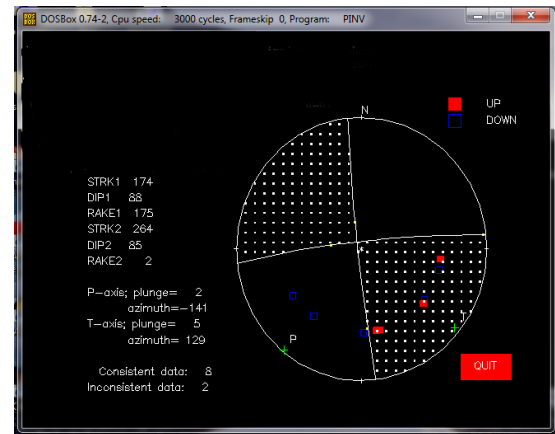 DOSBox 0.74-2, Cpu speed: 3000 cycles, Frameskip 0, Program: PINV
N
UP
DOWN
STRK1 174
DIP1 88
RAKE1 175
STRK2 264
DIP2 85
RAKE2 2
P-axis; plunge= 2
azimuth=-141
T-axis; plunge= 5
azimuth= 129
P
T
Consistent data: 8
Inconsistent data: 2
QUIT